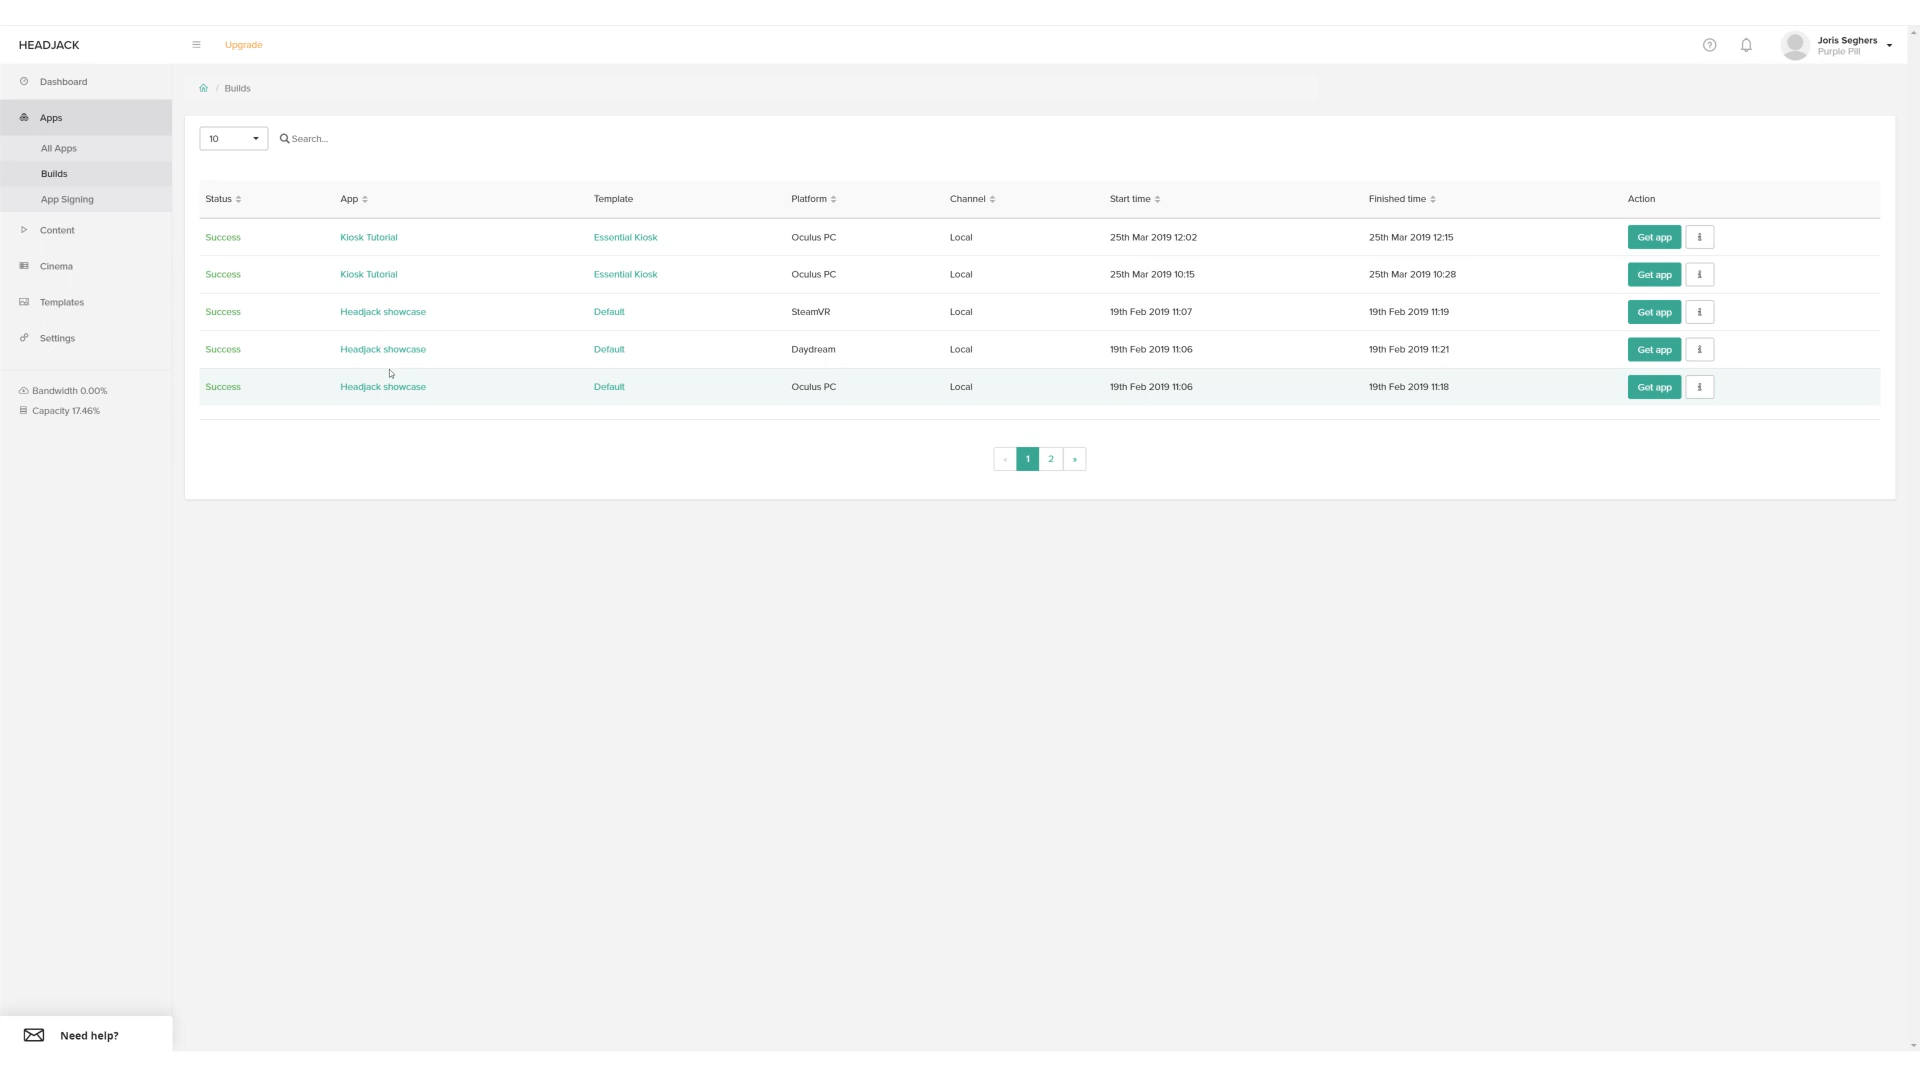 HEADJACK
Upgrade
Joris Seghers
Purple Pill
Dashboard
Apps
All Apps
Builds
App Signing
Content
Cinema
Templates
Settings
Bandwidth 0.00%
Capacity 17.46%
/ Builds
10 Search...
Status App Template Platform Channel Start time Finished time Action
Success Kiosk Tutorial Essential Kiosk Oculus PC Local 25th Mar 2019 12:02 25th Mar 2019 12:15 Get app i
Success Kiosk Tutorial Essential Kiosk Oculus PC Local 25th Mar 2019 10:15 25th Mar 2019 10:28 Get app i
Success Headjack showcase Default SteamVR Local 19th Feb 2019 11:07 19th Feb 2019 11:19 Get app i
Success Headjack showcase Default Daydream Local 19th Feb 2019 11:06 19th Feb 2019 11:21 Get app i
Success Headjack showcase Default Oculus PC Local 19th Feb 2019 11:06 19th Feb 2019 11:18 Get app i
« 1 2 »
Need help?